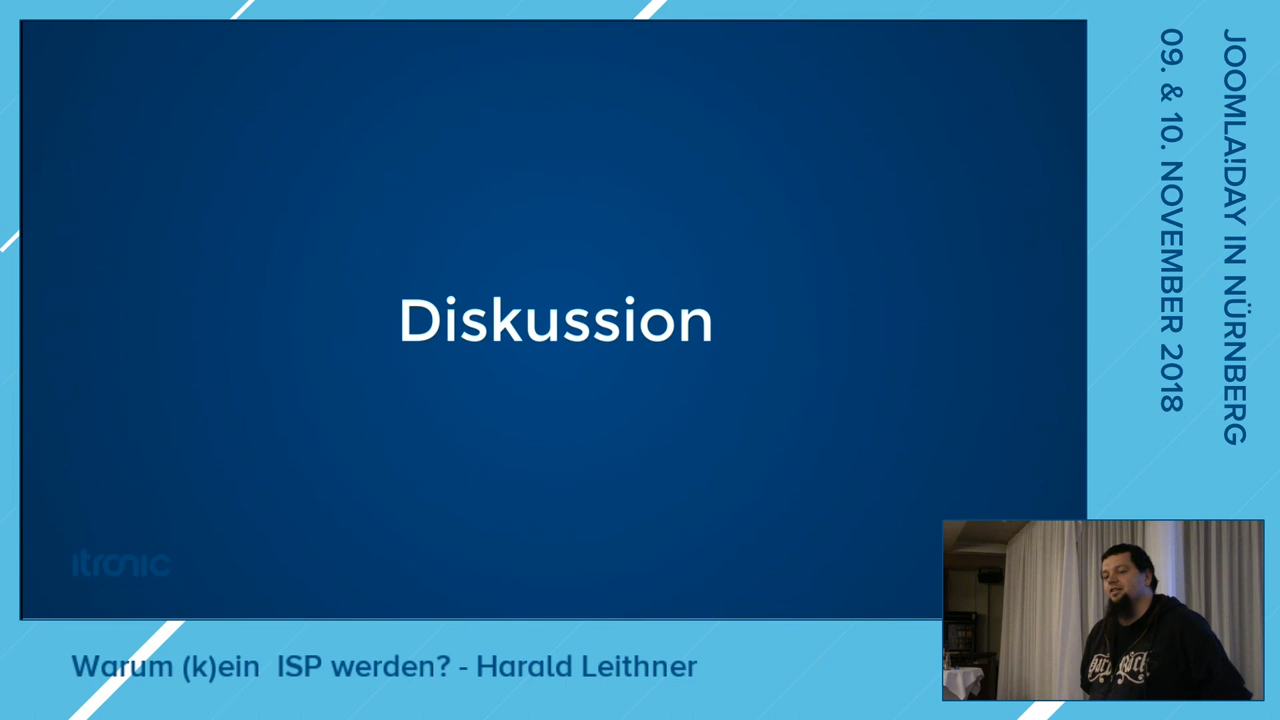 Diskussion
itronic
Warum (k)ein ISP werden? - Harald Leithner
JOOMLA!DAY IN NÜRNBERG
09. & 10. NOVEMBER 2018